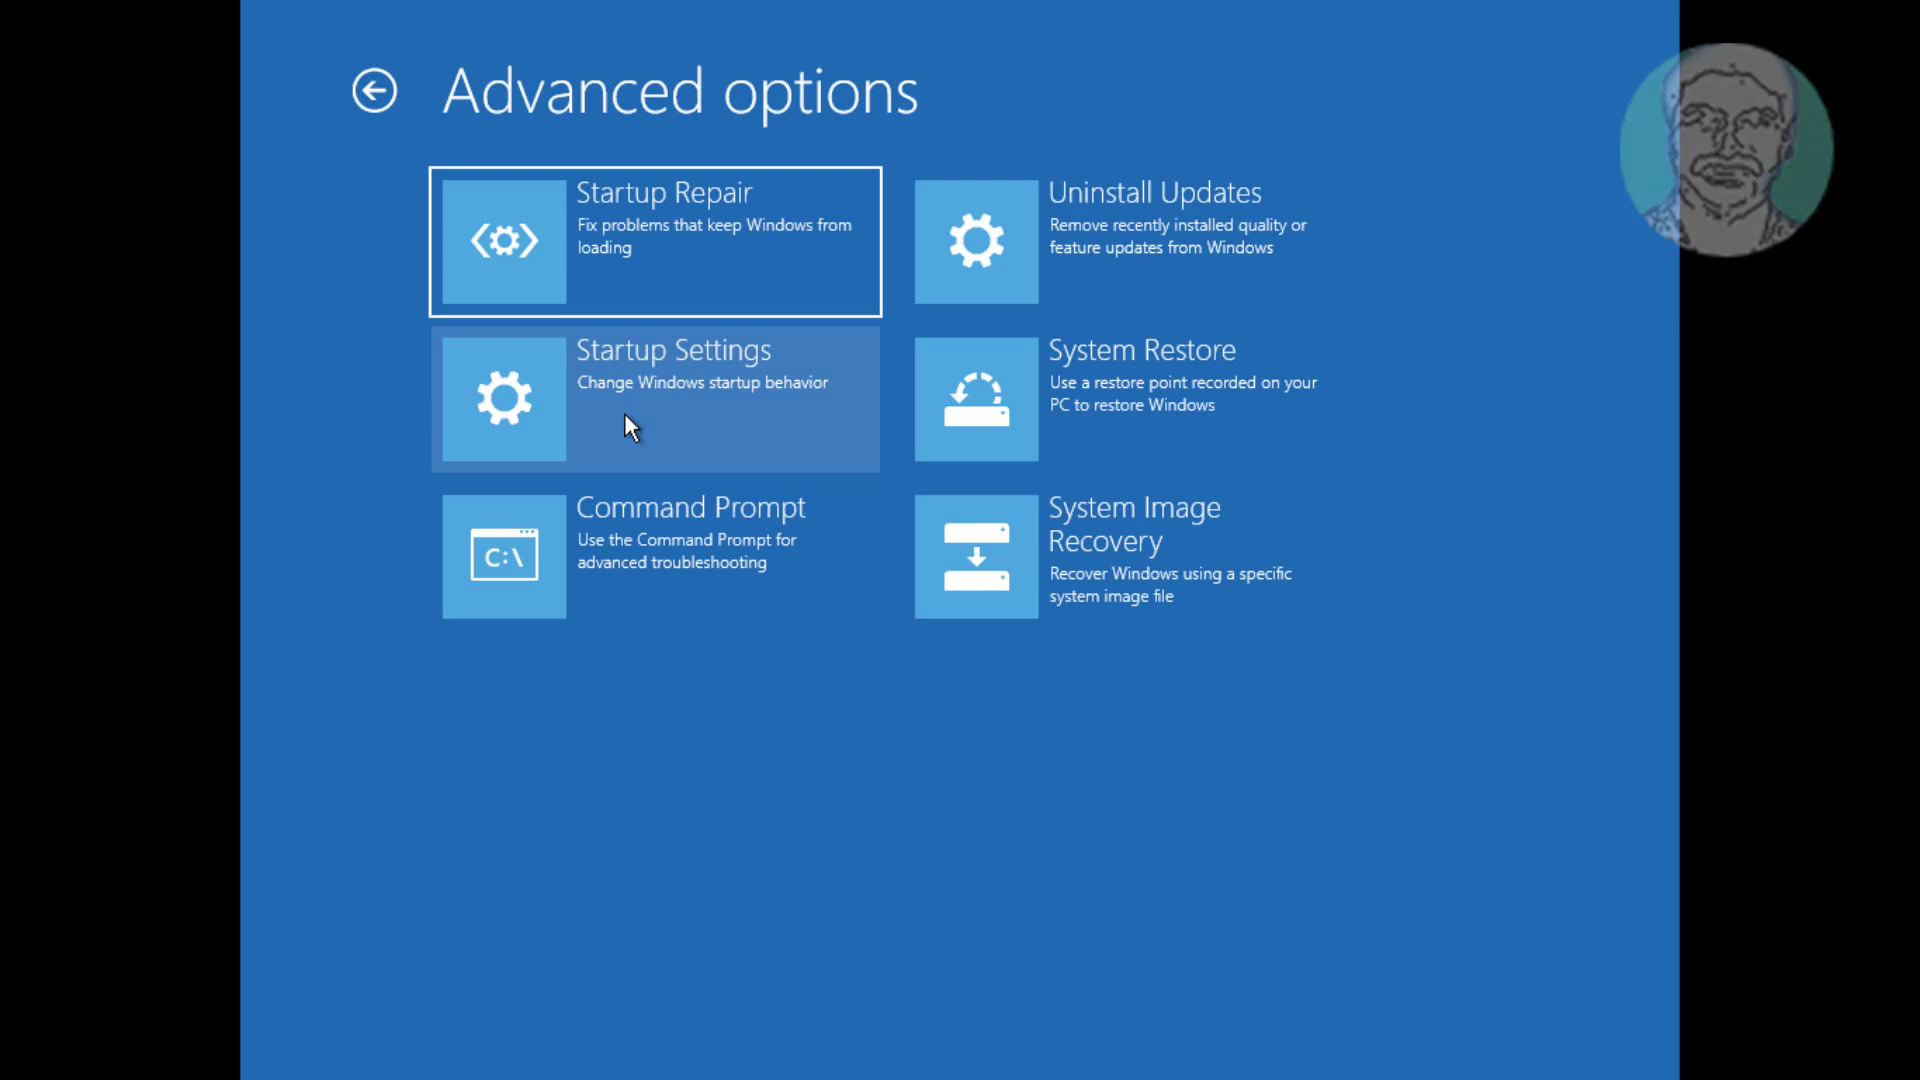 Advanced options
Startup Repair
Fix problems that keep Windows from
loading
Uninstall Updates
Remove recently installed quality or
feature updates from Windows
Startup Settings
Change Windows startup behavior
System Restore
Use a restore point recorded on your
PC to restore Windows
C:\
Command Prompt
Use the Command Prompt for
advanced troubleshooting
System Image
Recovery
Recover Windows using a specific
system image file